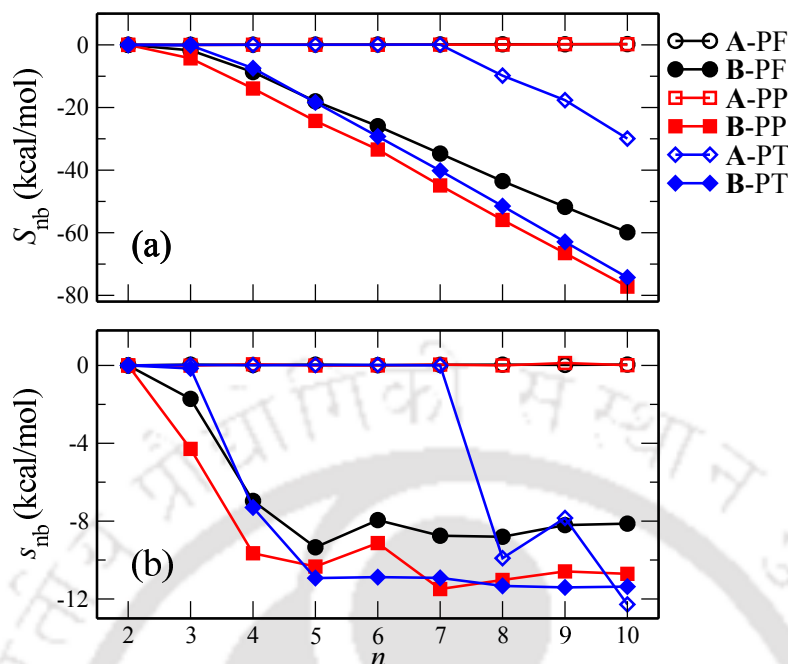 0
-20
-40
-60
-80
S_nb (kcal/mol)
(a)
A-PF
B-PF
A-PP
B-PP
A-PT
B-PT
0
-4
-8
-12
s_nb (kcal/mol)
(b)
2 3 4 5 6 7 8 9 10
n